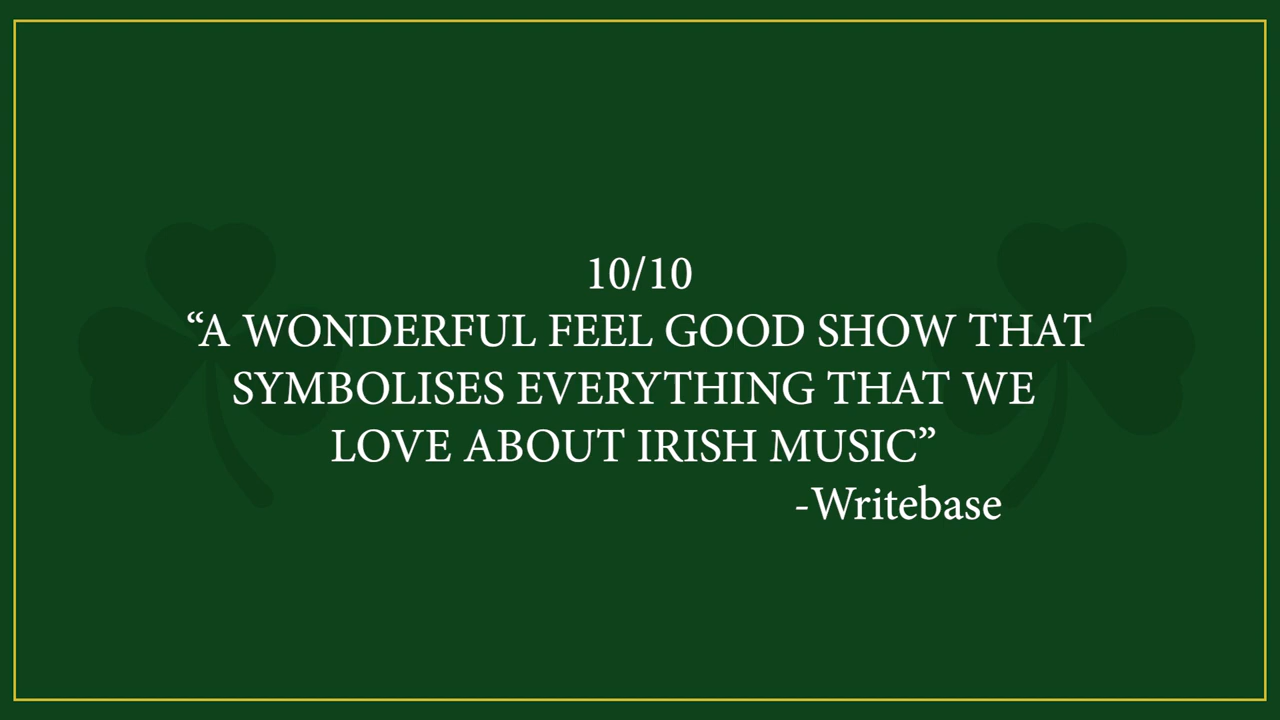 10/10
“A WONDERFUL FEEL GOOD SHOW THAT
SYMBOLISES EVERYTHING THAT WE
LOVE ABOUT IRISH MUSIC”
-Writebase